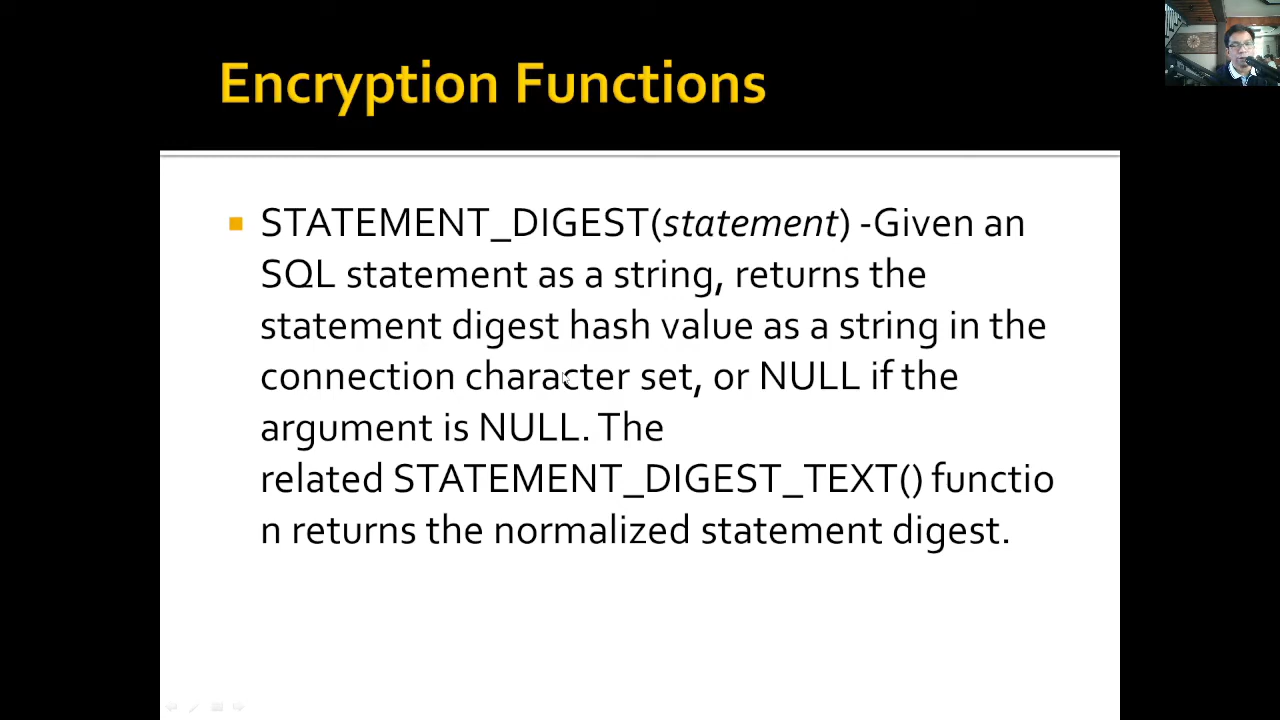 Encryption Functions
STATEMENT_DIGEST(statement) -Given an
SQL statement as a string, returns the
statement digest hash value as a string in the
connection character set, or NULL if the
argument is NULL. The
related STATEMENT_DIGEST_TEXT() functio
n returns the normalized statement digest.